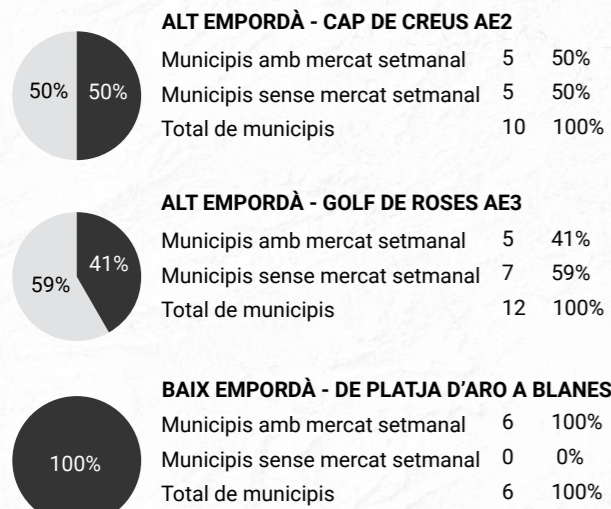 ALT EMPORDÀ - CAP DE CREUS AE2
Municipis amb mercat setmanal 5 50%
Municipis sense mercat setmanal 5 50%
Total de municipis 10 100%
50% 50%
ALT EMPORDÀ - GOLF DE ROSES AE3
Municipis amb mercat setmanal 5 41%
Municipis sense mercat setmanal 7 59%
Total de municipis 12 100%
59% 41%
BAIX EMPORDÀ - DE PLATJA D’ARO A BLANES
Municipis amb mercat setmanal 6 100%
Municipis sense mercat setmanal 0 0%
Total de municipis 6 100%
100%